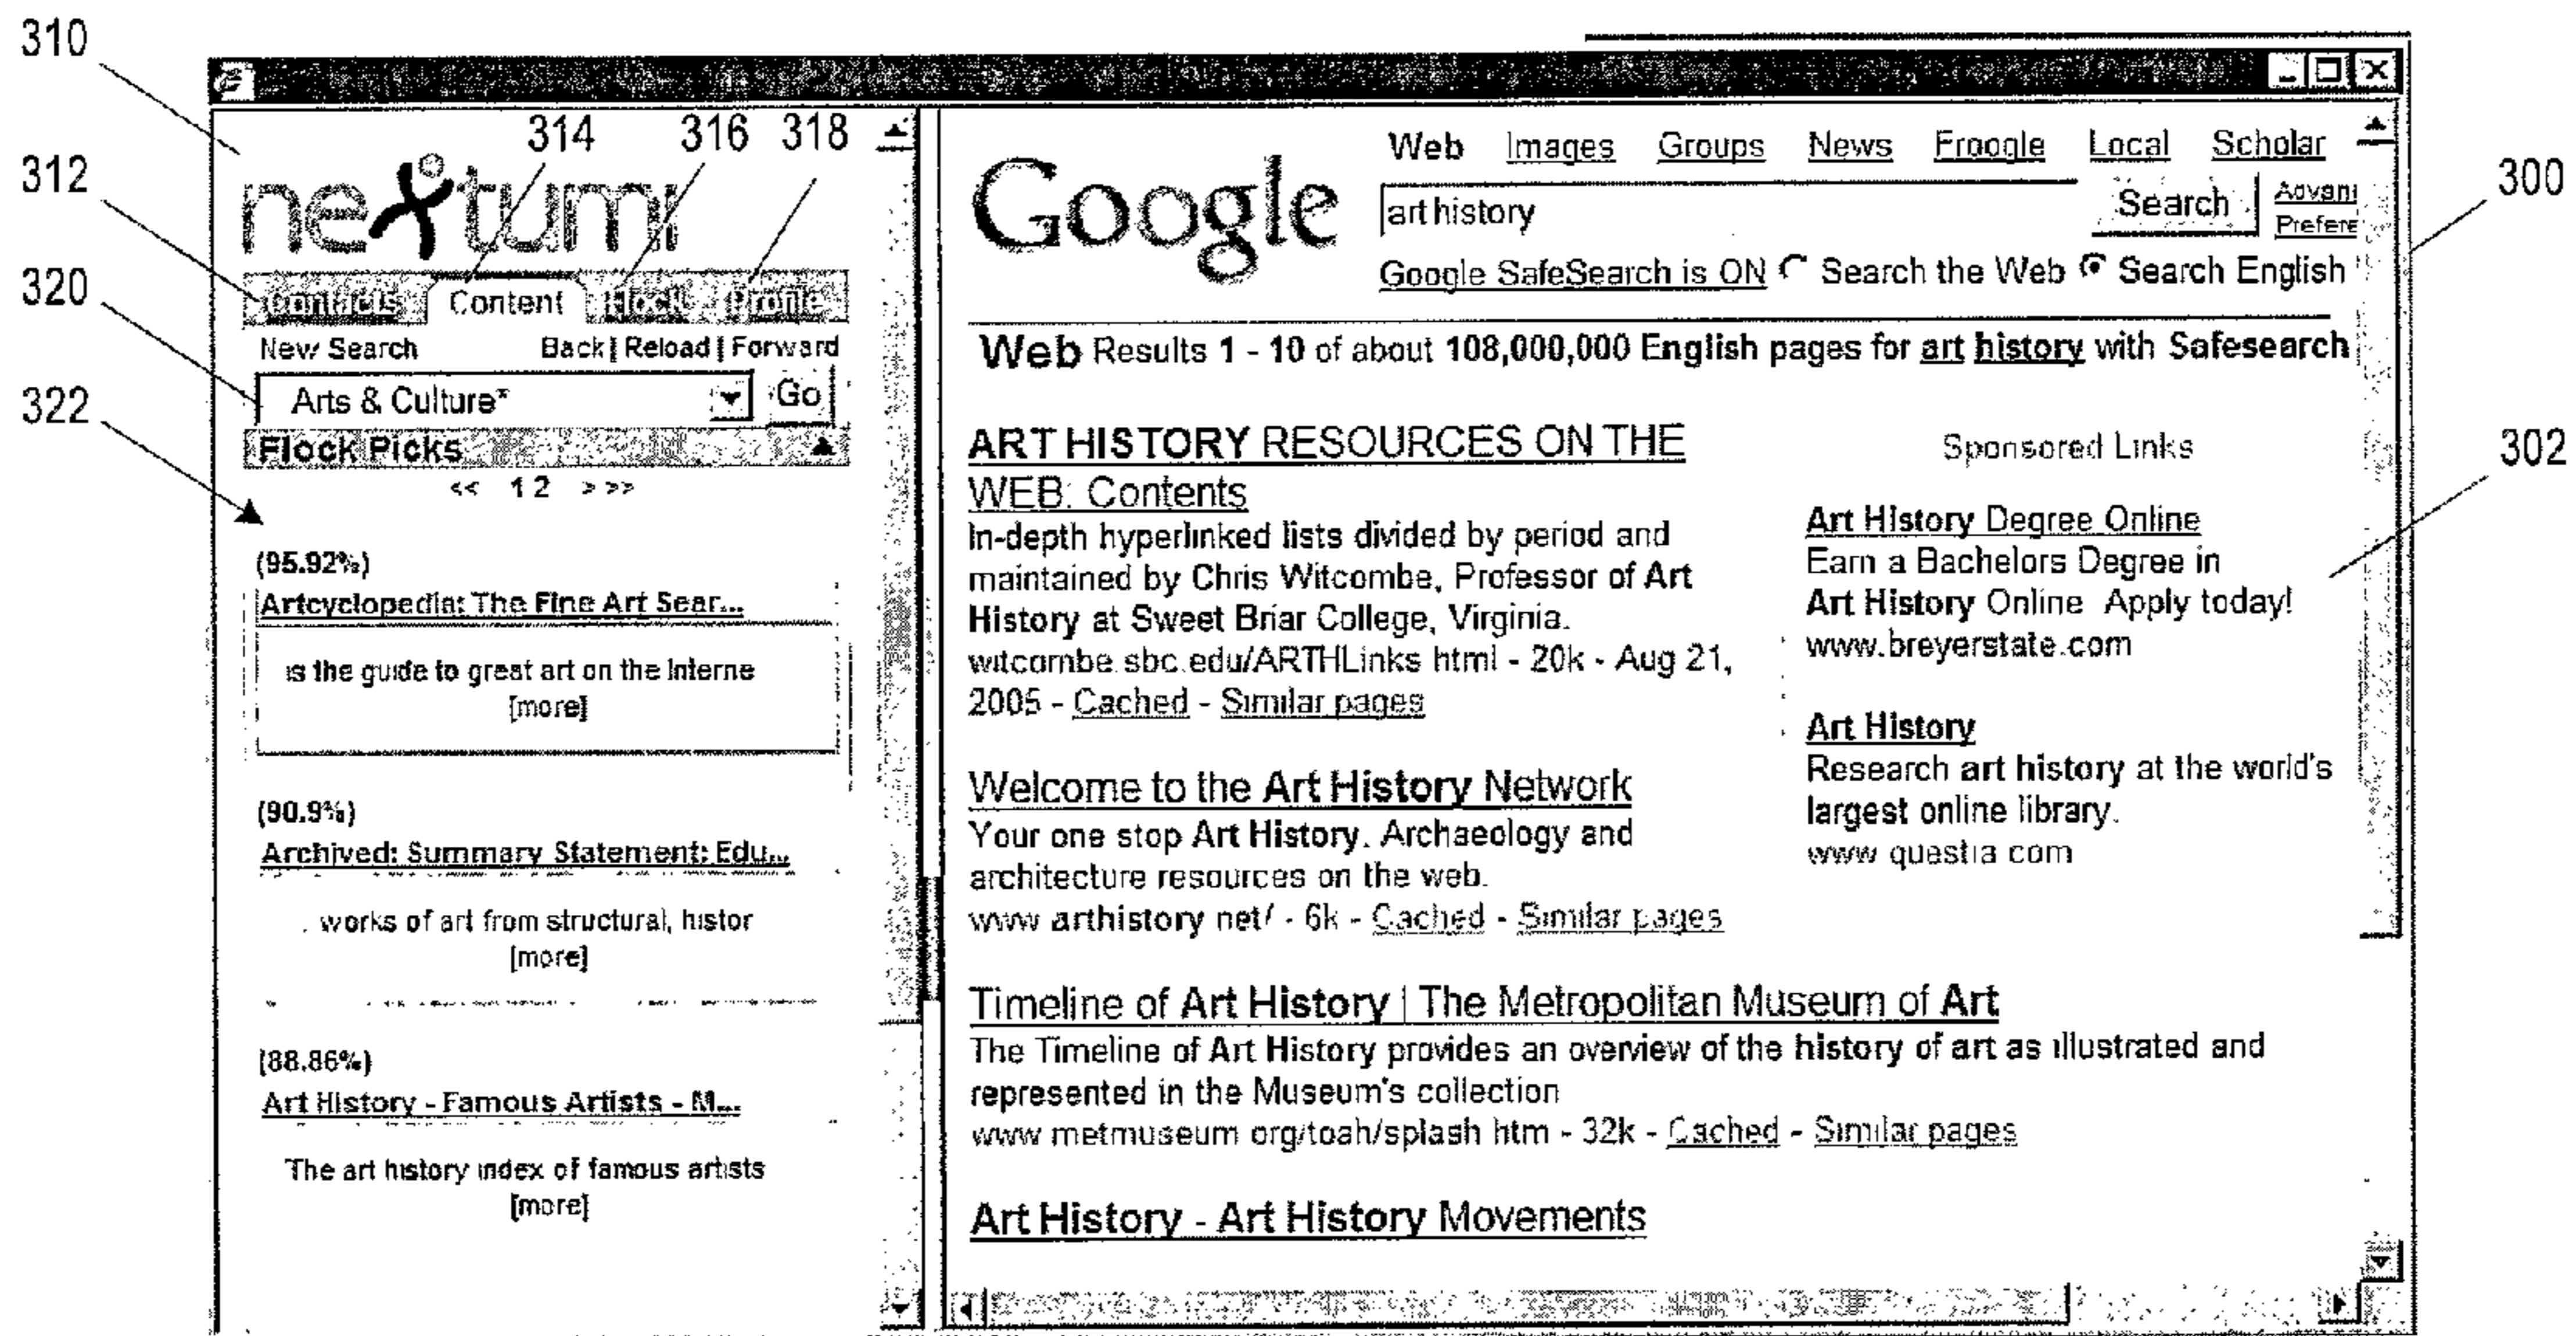 310
312
320
322
314 316 318
300
302
nextumi
Contacts Content Flock Profile
New Search Back | Reload | Forward
Arts & Culture* Go
Flock Picks
<< 1 2 > >>
(95.92%)
Artcyclopedia: The Fine Art Sear...
is the guide to great art on the Interne
[more]
(90.9%)
Archived: Summary Statement: Edu...
. works of art from structural, histor
[more]
(88.86%)
Art History - Famous Artists - M...
The art history index of famous artists
[more]
Google
Web Images Groups News Froogle Local Scholar
art history Search Advan
Prefere
Google SafeSearch is ON Search the Web Search English
Web Results 1 - 10 of about 108,000,000 English pages for art history with Safesearch
ART HISTORY RESOURCES ON THE
WEB: Contents
In-depth hyperlinked lists divided by period and
maintained by Chris Witcombe, Professor of Art
History at Sweet Briar College, Virginia.
witcombe.sbc.edu/ARTHLinks html - 20k - Aug 21,
2005 - Cached - Similar pages
Welcome to the Art History Network
Your one stop Art History. Archaeology and
architecture resources on the web.
www arthistory net/ - 6k - Cached - Similar pages
Timeline of Art History | The Metropolitan Museum of Art
The Timeline of Art History provides an overview of the history of art as illustrated and
represented in the Museum's collection
www metmuseum org/toah/splash htm - 32k - Cached - Similar pages
Art History - Art History Movements
Sponsored Links
Art History Degree Online
Earn a Bachelors Degree in
Art History Online Apply today!
www.breyerstate.com
Art History
Research art history at the world's
largest online library.
www questia com